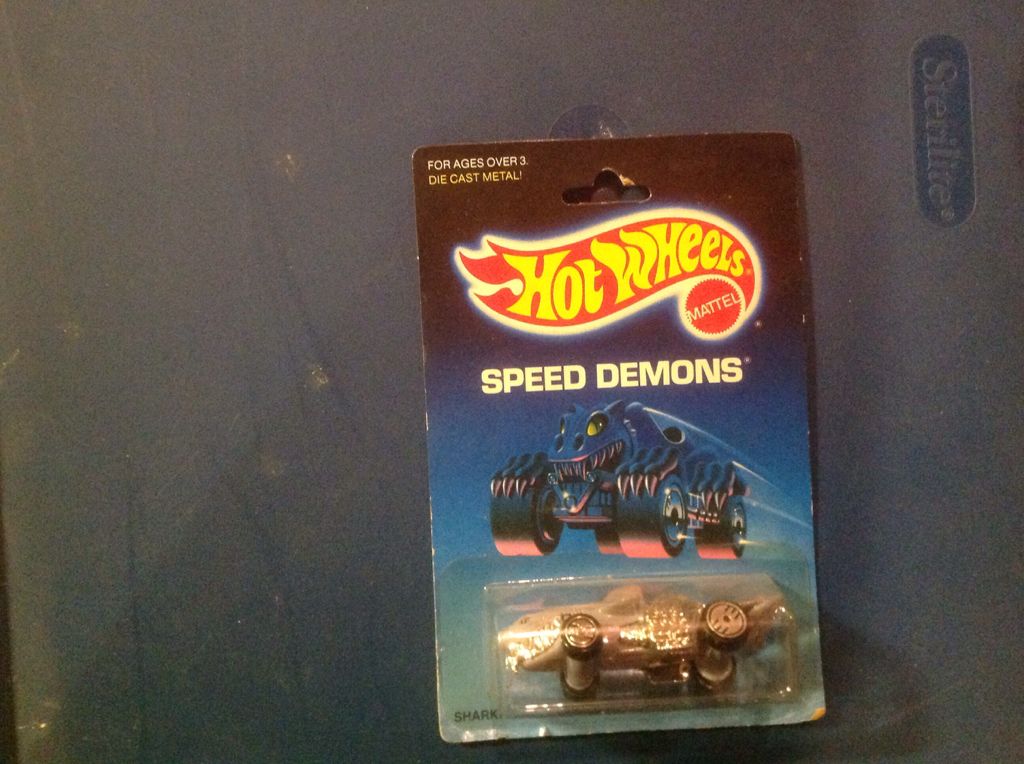 FOR AGES OVER 3.
DIE CAST METAL!
HOT WHEELS®
MATTEL
SPEED DEMONS®
SHARK
Sterilite®